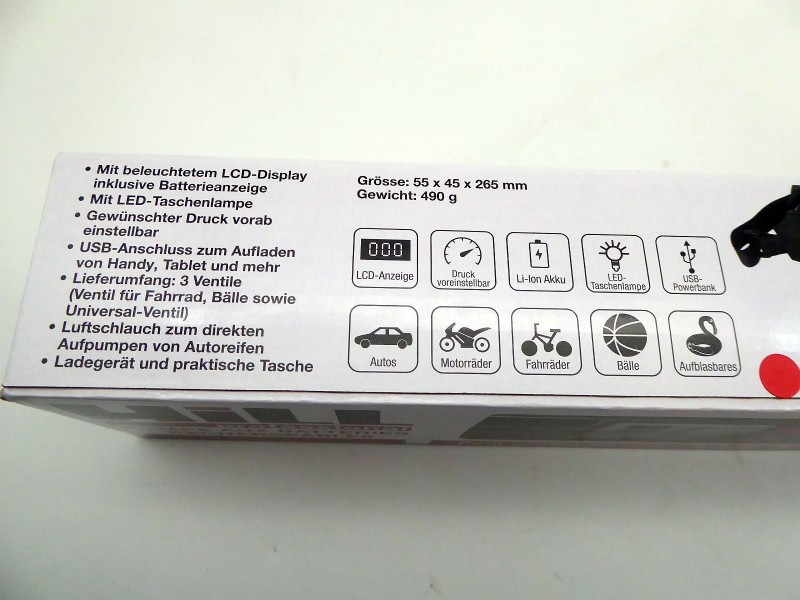 • Mit beleuchtetem LCD-Display
inklusive Batterieanzeige
• Mit LED-Taschenlampe
• Gewünschter Druck vorab
einstellbar
• USB-Anschluss zum Aufladen
von Handy, Tablet und mehr
• Lieferumfang: 3 Ventile
(Ventil für Fahrrad, Bälle sowie
Universal-Ventil)
• Luftschlauch zum direkten
Aufpumpen von Autoreifen
• Ladegerät und praktische Tasche
Grösse: 55 x 45 x 265 mm
Gewicht: 490 g
000
LCD-Anzeige
Druck
voreinstellbar
Li-Ion Akku
LED-
Taschenlampe
USB-
Powerbank
Autos
Motorräder
Fahrräder
Bälle
Aufblasbares